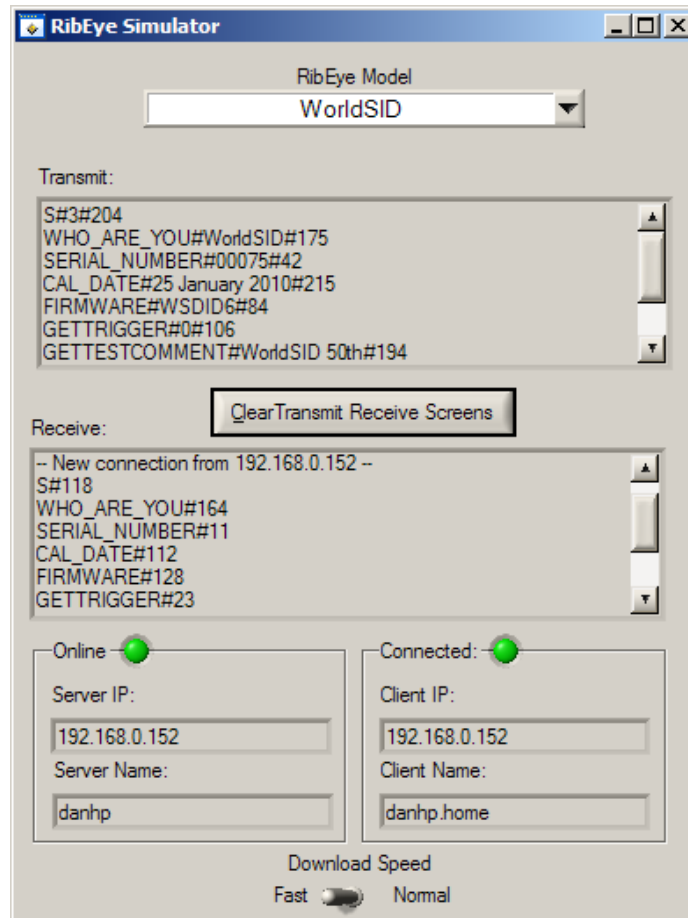 RibEye Simulator
RibEye Model
WorldSID
Transmit:
S#3#204
WHO_ARE_YOU#WorldSID#175
SERIAL_NUMBER#00075#42
CAL_DATE#25 January 2010#215
FIRMWARE#WSDID6#84
GETTRIGGER#0#106
GETTESTCOMMENT#WorldSID 50th#194
ClearTransmit Receive Screens
Receive:
-- New connection from 192.168.0.152 --
S#118
WHO_ARE_YOU#164
SERIAL_NUMBER#11
CAL_DATE#112
FIRMWARE#128
GETTRIGGER#23
Online
Server IP:
192.168.0.152
Server Name:
danhp
Connected:
Client IP:
192.168.0.152
Client Name:
danhp.home
Download Speed
Fast Normal